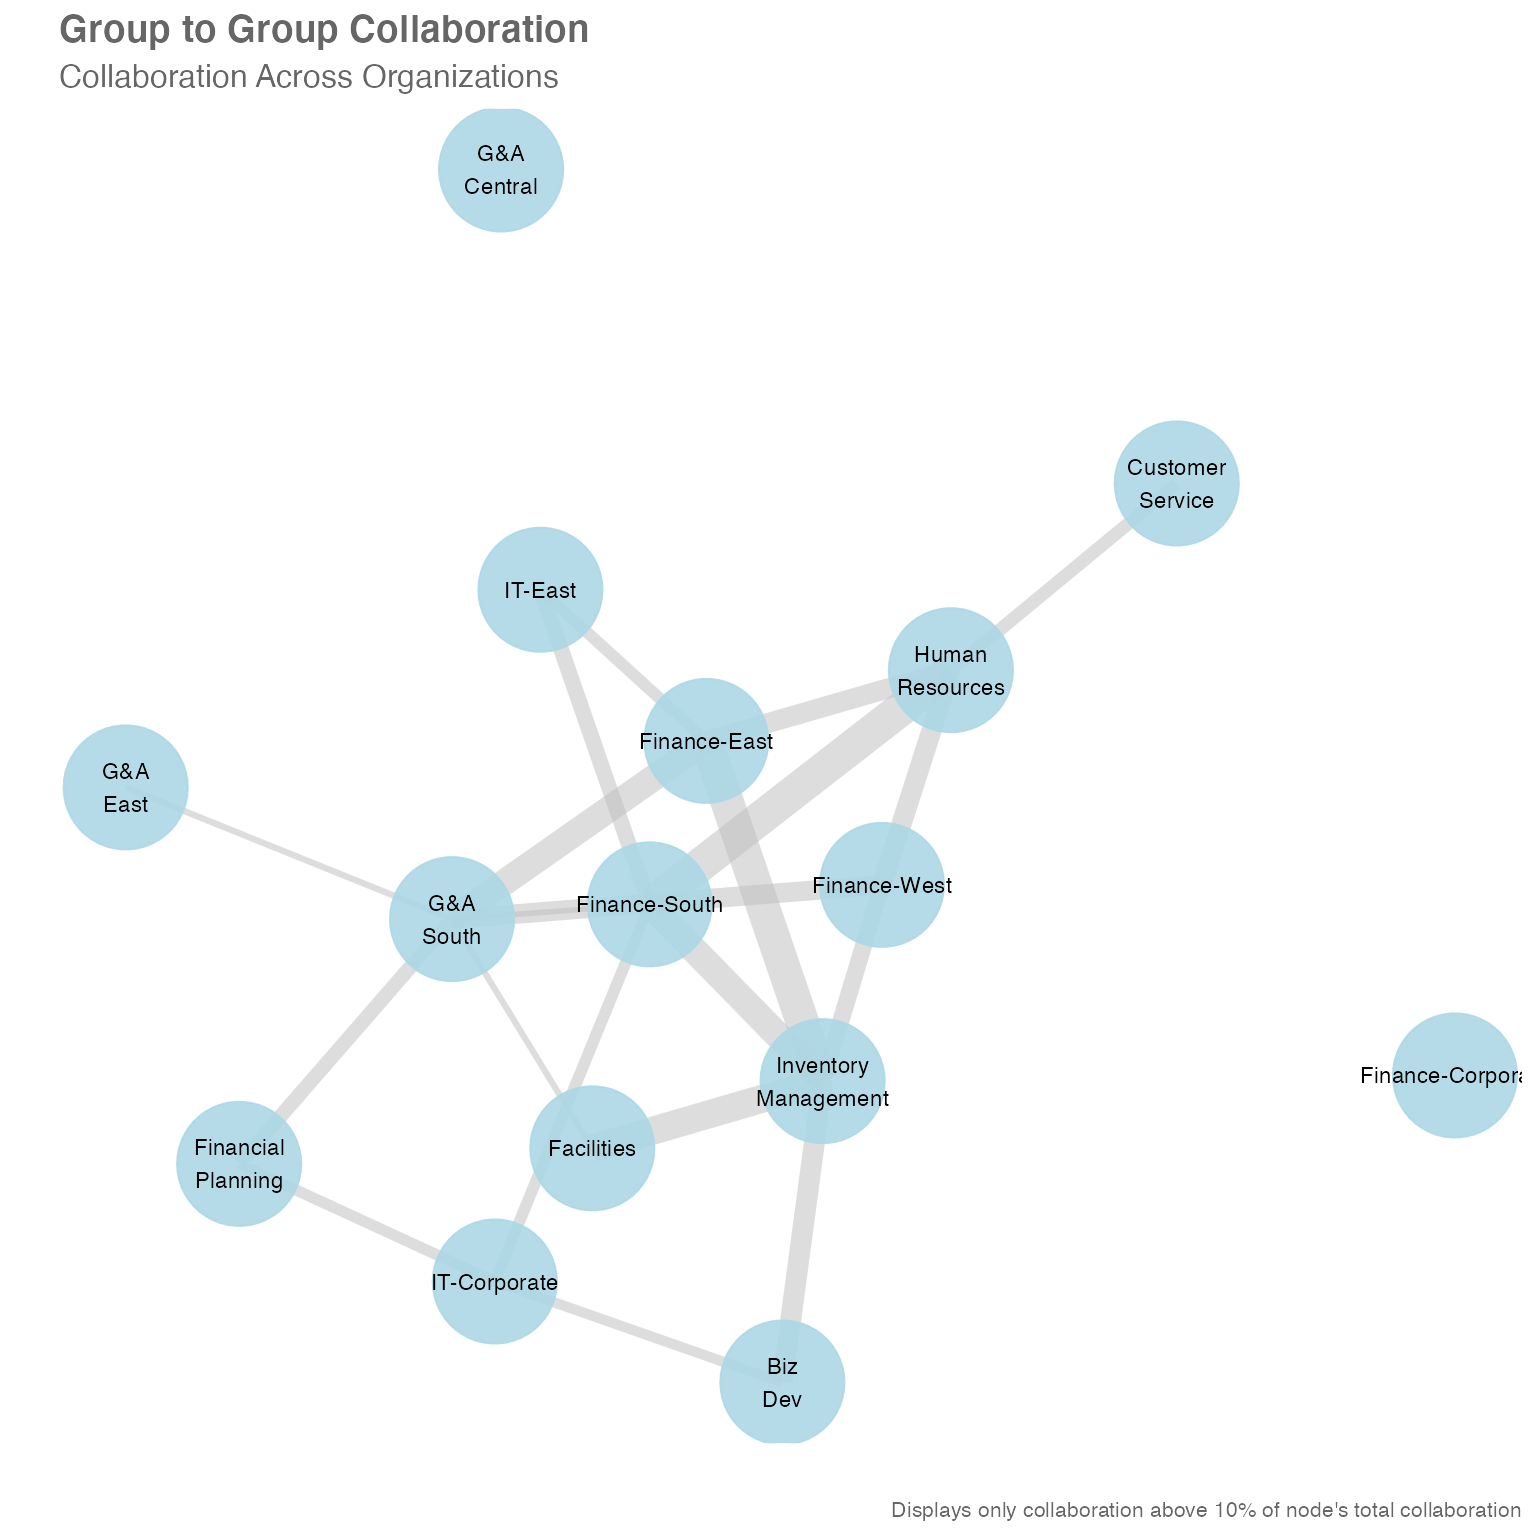 Group to Group Collaboration
Collaboration Across Organizations
G&A
Central
Customer
Service
IT-East
Human
Resources
Finance-East
G&A
East
Finance-West
G&A
South
Finance-South
Inventory
Management
Finance-Corpora
Financial
Planning
Facilities
IT-Corporate
Biz
Dev
Displays only collaboration above 10% of node's total collaboration